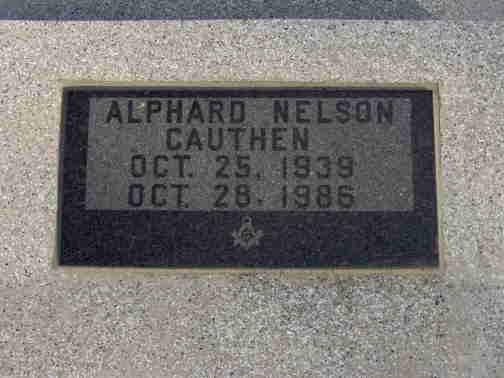 ALPHARD NELSON
CAUTHEN
OCT. 25, 1939
OCT. 28, 1986